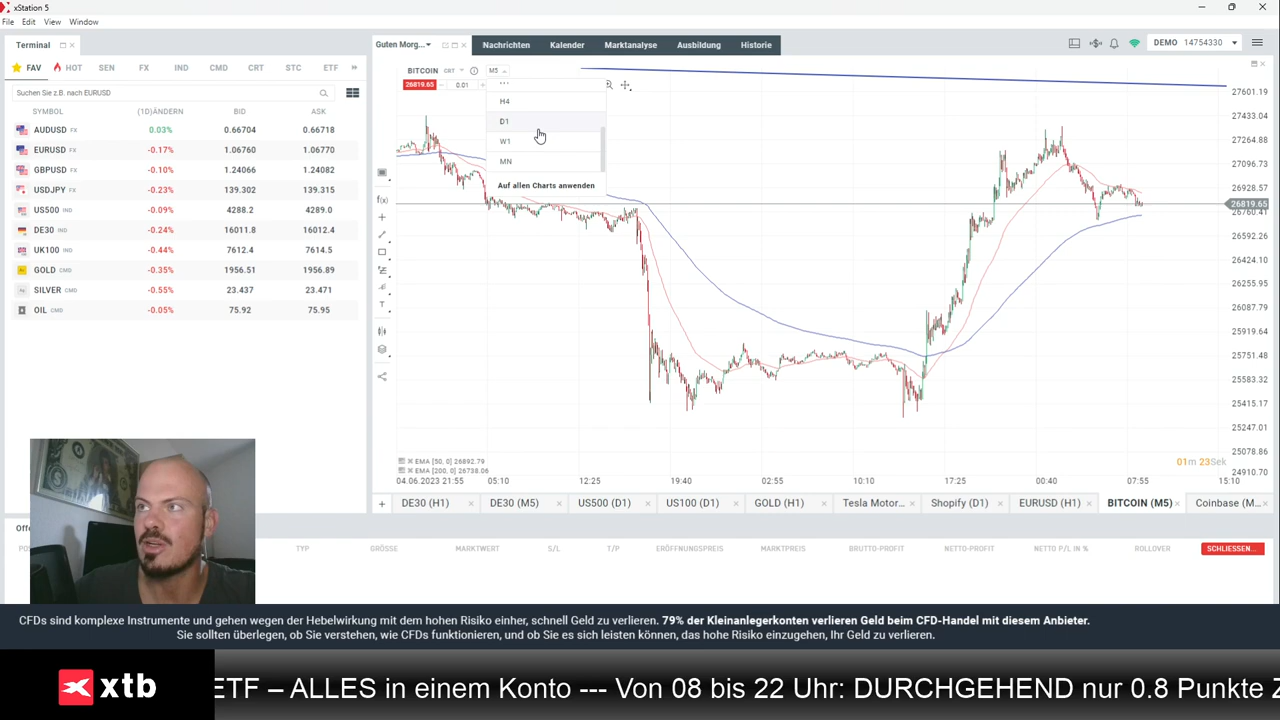 xStation 5
File Edit View Window
Terminal
Guten Morg...
Nachrichten Kalender Marktanalyse Ausbildung Historie
DEMO 14754330
FAV HOT SEN FX IND CMD CRT STC ETF
Suchen Sie z.B. nach EURUSD
SYMBOL (1D)ÄNDERN BID ASK
AUDUSD FX 0.03% 0.66704 0.66718
EURUSD FX -0.17% 1.06760 1.06770
GBPUSD FX -0.10% 1.24066 1.24082
USDJPY FX -0.23% 139.302 139.315
US500 IND -0.09% 4288.2 4289.0
DE30 IND -0.24% 16011.8 16012.4
UK100 IND -0.44% 7612.4 7614.5
GOLD CMD -0.35% 1956.51 1956.89
SILVER CMD -0.55% 23.437 23.471
OIL CMD -0.05% 75.92 75.95
BITCOIN CRT M5
26819.65 0.01
H4
D1
W1
MN
Auf allen Charts anwenden
27601.19
27432.99
27264.88
27096.73
26928.57
26819.65
26760.41
26592.26
26424.10
26255.94
26087.79
25919.64
25751.48
25583.32
25415.17
25247.01
25078.86
24910.70
01m 23Sek
EMA [50, 0] 26892.79
EMA [200, 0] 26738.06
04.06.2023 21:55 05:10 12:25 19:40 02:55 10:10 17:25 00:40 07:55 15:10
DE30 (H1) DE30 (M5) US500 (D1) US100 (D1) GOLD (H1) Tesla Motor... Shopify (D1) EURUSD (H1) BITCOIN (M5) Coinbase (M...
TYP GRÖSSE MARKTWERT S/L T/P ERÖFFNUNGSPREIS MARKTPREIS BRUTTO-PROFIT NETTO-PROFIT NETTO P/L IN % ROLLOVER SCHLIESSEN...
CFDs sind komplexe Instrumente und gehen wegen der Hebelwirkung mit dem hohen Risiko einher, schnell Geld zu verlieren. 79% der Kleinanlegerkonten verlieren Geld beim CFD-Handel mit diesem Anbieter.
Sie sollten überlegen, ob Sie verstehen, wie CFDs funktionieren, und ob Sie es sich leisten können, das hohe Risiko einzugehen, Ihr Geld zu verlieren.
xtb
ETF – ALLES in einem Konto --- Von 08 bis 22 Uhr: DURCHGEHEND nur 0.8 Punkte